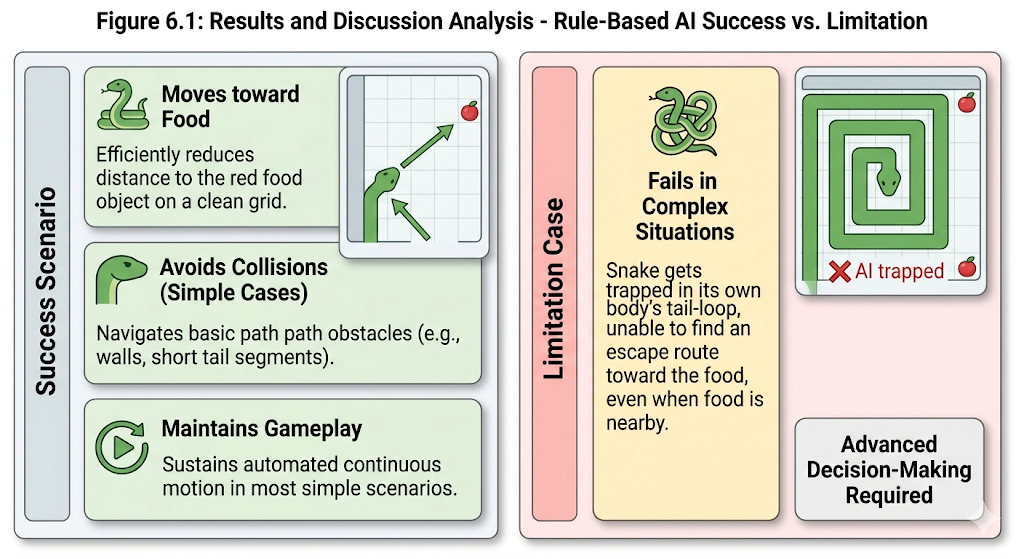 Figure 6.1: Results and Discussion Analysis - Rule-Based AI Success vs. Limitation
Success Scenario
Moves toward
Food
Efficiently reduces
distance to the red food
object on a clean grid.
Avoids Collisions
(Simple Cases)
Navigates basic path path obstacles (e.g.,
walls, short tail segments).
Maintains Gameplay
Sustains automated continuous
motion in most simple scenarios.
Limitation Case
Fails in
Complex
Situations
Snake gets
trapped in its own
body's tail-loop,
unable to find an
escape route
toward the food,
even when food is
nearby.
AI trapped
Advanced
Decision-Making
Required